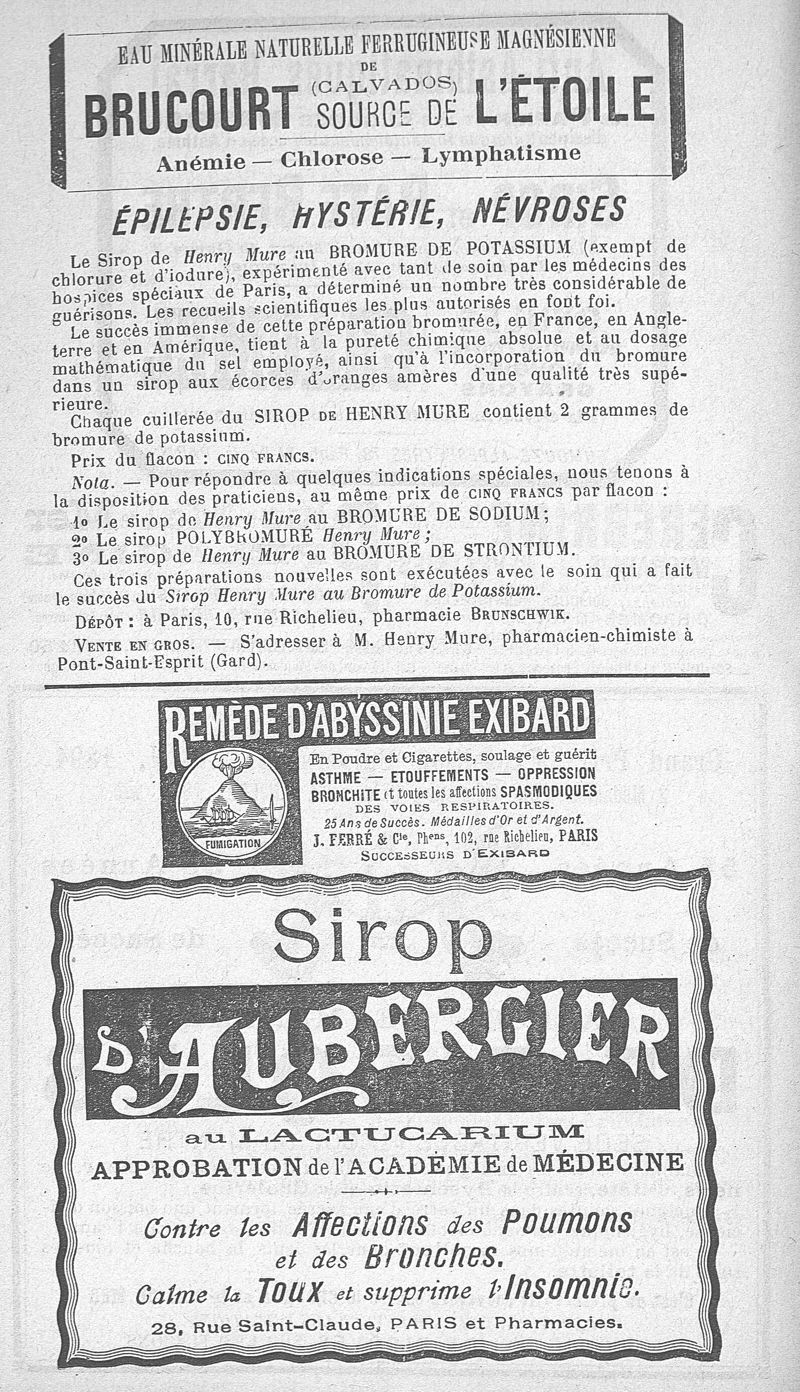 EAU MINÉRALE NATURELLE FERRUGINEUSE MAGNÉSIENNE
DE
BRUCOURT (CALVADOS) SOURCE DE L'ÉTOILE
Anémie — Chlorose — Lymphatisme
ÉPILEPSIE, HYSTÉRIE, NÉVROSES
Le Sirop de Henry Mure au BROMURE DE POTASSIUM (exempt de
chlorure et d'iodure), expérimenté avec tant de soin par les médecins des
hospices spéciaux de Paris, a déterminé un nombre très considérable de
guérisons. Les recueils scientifiques les plus autorisés en font foi.
Le succès immense de cette préparation bromurée, en France, en Angle-
terre et en Amérique, tient à la pureté chimique absolue et au dosage
mathématique du sel employé, ainsi qu'à l'incorporation du bromure
dans un sirop aux écorces d'oranges amères d'une qualité très supé-
rieure.
Chaque cuillerée du SIROP DE HENRY MURE contient 2 grammes de
bromure de potassium.
Prix du flacon : CINQ FRANCS.
Nota. — Pour répondre à quelques indications spéciales, nous tenons à
la disposition des praticiens, au même prix de CINQ FRANCS par flacon :
1o Le sirop de Henry Mure au BROMURE DE SODIUM;
2o Le sirop POLYBROMURÉ Henry Mure;
3o Le sirop de Henry Mure au BROMURE DE STRONTIUM.
Ces trois préparations nouvelles sont exécutées avec le soin qui a fait
le succès du Sirop Henry Mure au Bromure de Potassium.
DÉPÔT : à Paris, 10, rue Richelieu, pharmacie BRUNSCHWIK.
VENTE EN GROS. — S'adresser à M. Henry Mure, pharmacien-chimiste à
Pont-Saint-Esprit (Gard).
REMÈDE D'ABYSSINIE EXIBARD
En Poudre et Cigarettes, soulage et guérit
ASTHME — ETOUFFEMENTS — OPPRESSION
BRONCHITE et toutes les affections SPASMODIQUES
DES VOIES RESPIRATOIRES.
25 Ans de Succès. Médailles d'Or et d'Argent.
J. FERRÉ & Cie, Phens, 102, rue Richelieu, PARIS
SUCCESSEURS D'EXIBARD
FUMIGATION
Sirop
D'AUBERGIER
au LACTUCARIUM
APPROBATION de l'ACADÉMIE de MÉDECINE
Contre les Affections des Poumons
et des Bronches.
Calme la Toux et supprime l'Insomnie.
28, Rue Saint-Claude, PARIS et Pharmacies.